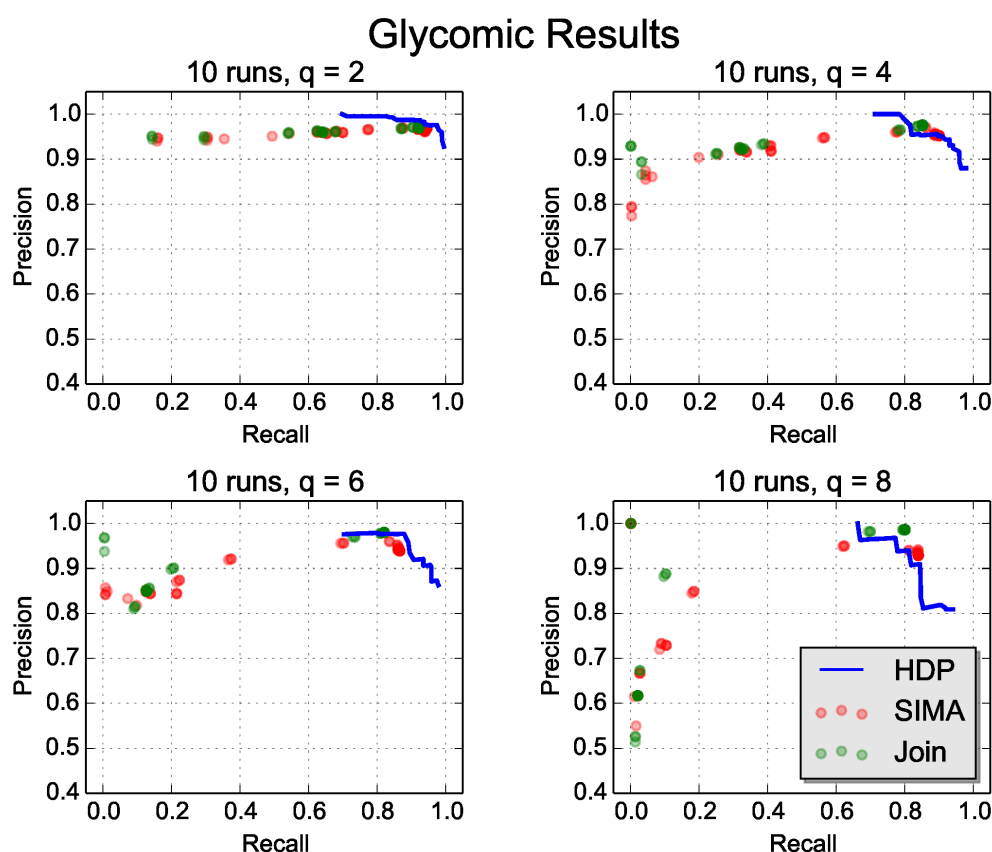 Glycomic Results
10 runs, q = 2
Precision
1.0
0.9
0.8
0.7
0.6
0.5
0.4
0.0 0.2 0.4 0.6 0.8 1.0
Recall
10 runs, q = 4
Precision
1.0
0.9
0.8
0.7
0.6
0.5
0.4
0.0 0.2 0.4 0.6 0.8 1.0
Recall
10 runs, q = 6
Precision
1.0
0.9
0.8
0.7
0.6
0.5
0.4
0.0 0.2 0.4 0.6 0.8 1.0
Recall
10 runs, q = 8
Precision
1.0
0.9
0.8
0.7
0.6
0.5
0.4
0.0 0.2 0.4 0.6 0.8 1.0
Recall
HDP
SIMA
Join